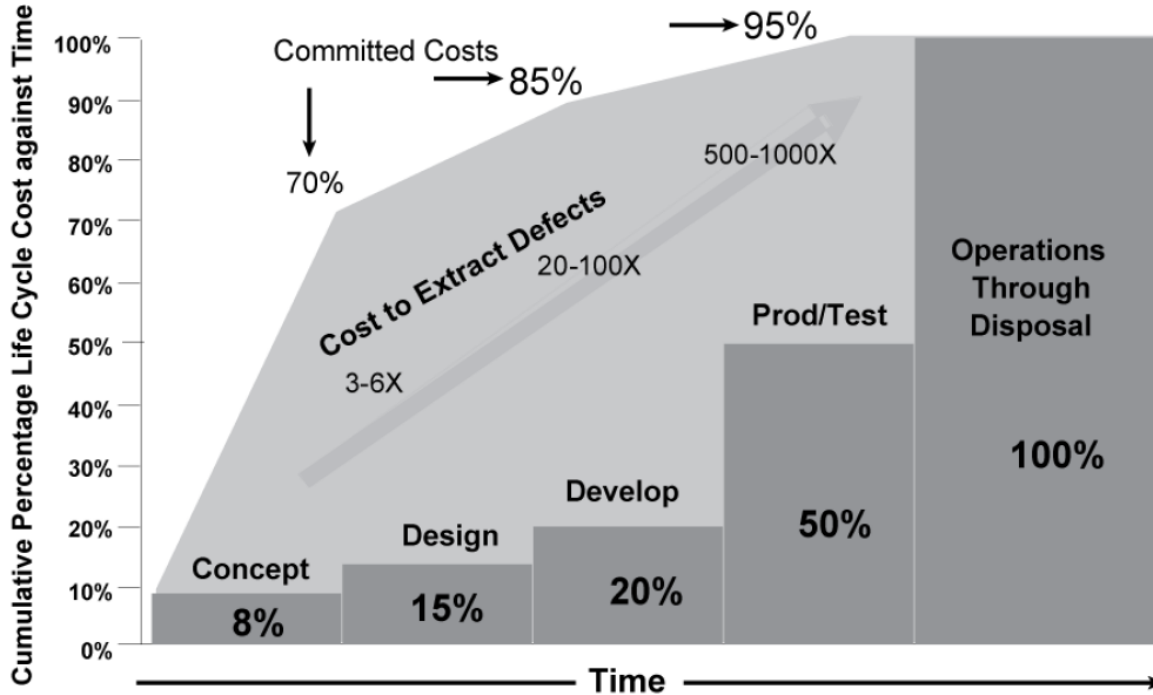 Cumulative Percentage Life Cycle Cost against Time
100%
90%
80%
70%
60%
50%
40%
30%
20%
10%
0%
Committed Costs
70%
85%
95%
Cost to Extract Defects
3-6X
20-100X
500-1000X
Concept
8%
Design
15%
Develop
20%
Prod/Test
50%
Operations
Through
Disposal
100%
Time